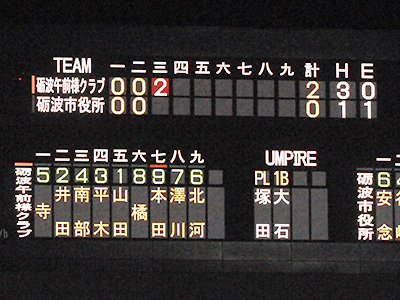 TEAM 一 二 三 四 五 六 七 八 九 計 H E
砺波午前様クラブ 0 0 2 2 3 0
砺波市役所 0 0 0 1 1
一 二 三 四 五 六 七 八 九
5 2 4 3 1 8 9 7 6
砺波午前様クラブ
寺 井田 南部 平木 山田 橘 本田 澤川 北河
UMPIRE
PL 1B
塚田 大石
一 二
6 4
砺波市役所
安念